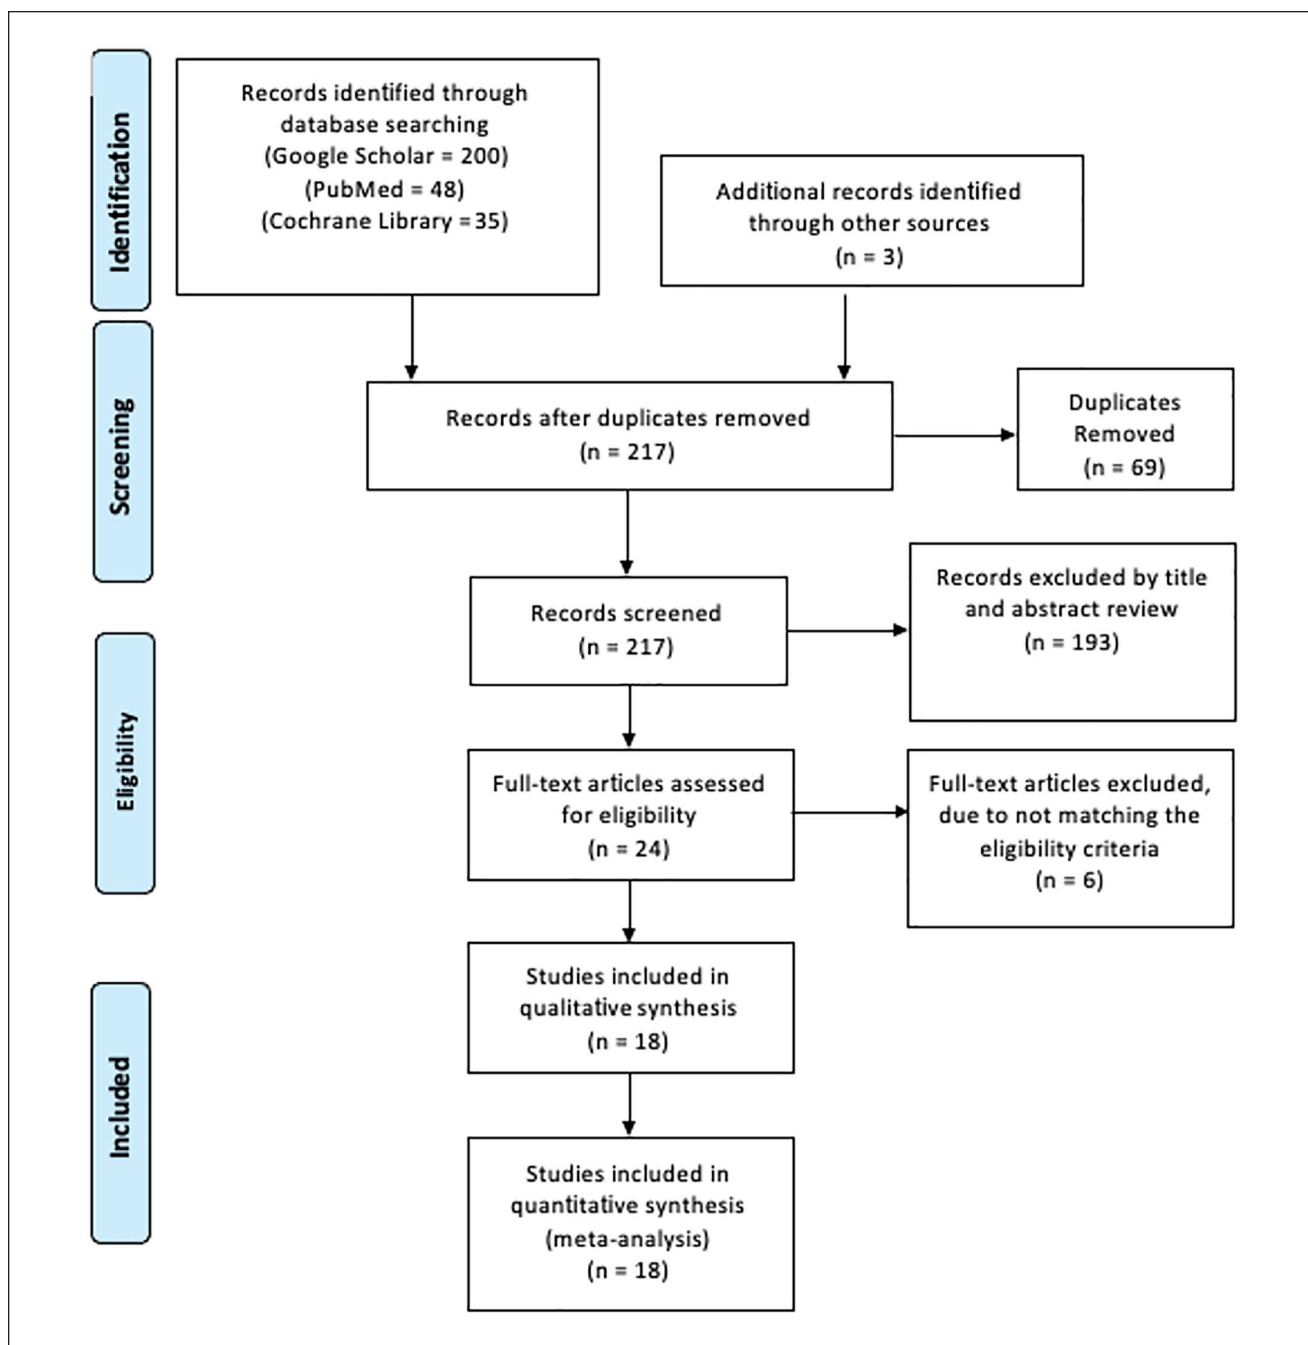 Identification
Records identified through
database searching
(Google Scholar = 200)
(PubMed = 48)
(Cochrane Library = 35)
Additional records identified
through other sources
(n = 3)
Screening
Records after duplicates removed
(n = 217)
Duplicates
Removed
(n = 69)
Records screened
(n = 217)
Records excluded by title
and abstract review
(n = 193)
Eligibility
Full-text articles assessed
for eligibility
(n = 24)
Full-text articles excluded,
due to not matching the
eligibility criteria
(n = 6)
Included
Studies included in
qualitative synthesis
(n = 18)
Studies included in
quantitative synthesis
(meta-analysis)
(n = 18)